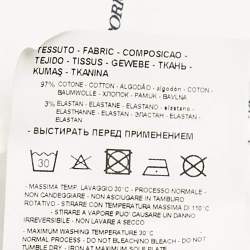 TESSUTO - FABRIC - COMPOSICAO -
TEJIDO - TISSUS - GEWEBE - ТКАНЬ -
KUMAŞ - TKANINA
97% COTONE - COTTON - ALGODÃO - algodón - COTON -
BAUMWOLLE - ХЛОПОК - PAMUK - BAVLNA
3% ELASTAN - ELASTANE - ELASTANO - elastano -
ELASTHANNE - ELASTAN - ЭЛАСТАН - ELASTAN
- ВЫСТИРАТЬ ПЕРЕД ПРИМЕНЕНИЕМ
30
- MASSIMA TEMP. LAVAGGIO 30°C - PROCESSO NORMALE -
NON CANDEGGIARE - NON ASCIUGARE IN TAMBURO
ROTATIVO - STIRARE CON TEMPERATURA MASSIMA DI 110°C
- STIRARE A VAPORE PUO' CAUSARE UN DANNO
IRREVERSIBILE - NON LAVARE A SECCO
- MAXIMUM WASHING TEMPERATURE 30°C -
NORMAL PROCESS - DO NOT BLEACH - DO NOT
TUMBLE DRY - IRON AT MAXIMUM SOLE PLATE